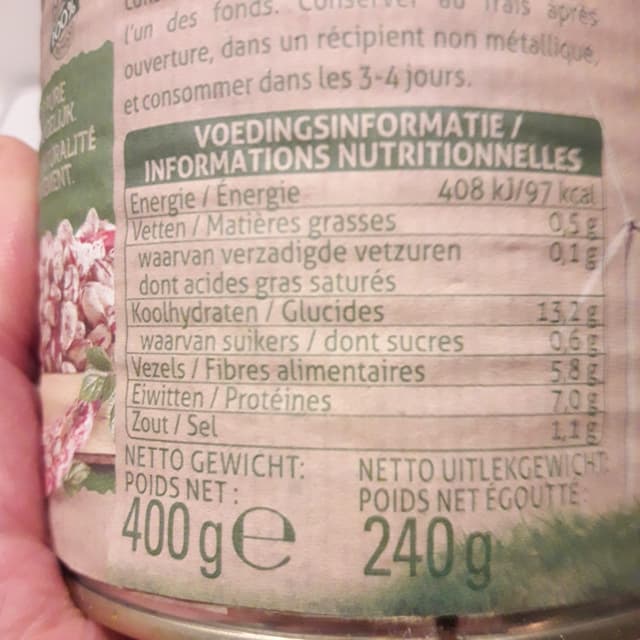 l'un des fonds. Conserver au frais après
ouverture, dans un récipient non métallique,
et consommer dans les 3-4 jours.
VOEDINGSINFORMATIE /
INFORMATIONS NUTRITIONNELLES
Energie / Énergie 408 kJ/97 kcal
Vetten / Matières grasses 0,5 g
waarvan verzadigde vetzuren 0,1 g
dont acides gras saturés
Koolhydraten / Glucides 13,2 g
waarvan suikers / dont sucres 0,6 g
Vezels / Fibres alimentaires 5,8 g
Eiwitten / Protéines 7,0 g
Zout / Sel 1,1 g
NETTO GEWICHT: NETTO UITLEKGEWICHT:
POIDS NET : POIDS NET ÉGOUTTÉ :
400 g e 240 g